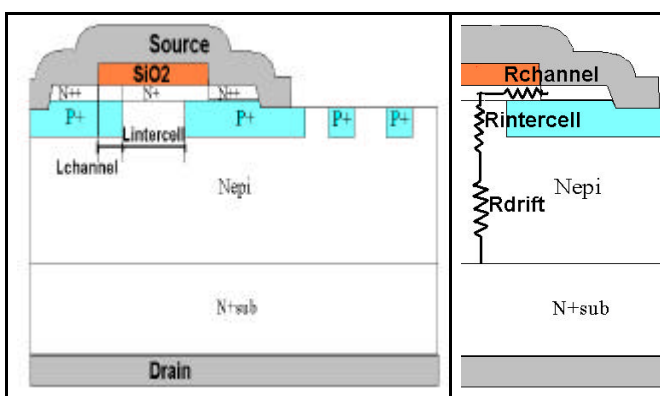 Source
SiO2
N++ N+ N++
P+ P+ P+ P+
Lintercell
Lchannel
Nepi
N+sub
Drain
Rchannel
Rintercell
Nepi
Rdrift
N+sub